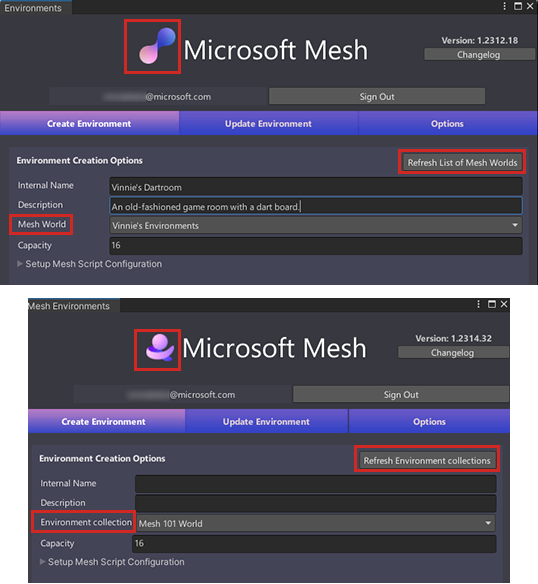 Environments
Microsoft Mesh
Version: 1.2312.18
Changelog
@microsoft.com
Sign Out
Create Environment
Update Environment
Options
Environment Creation Options
Refresh List of Mesh Worlds
Internal Name
Vinnie's Dartroom
Description
An old-fashioned game room with a dart board.
Mesh World
Vinnie's Environments
Capacity
16
Setup Mesh Script Configuration
Mesh Environments
Microsoft Mesh
Version: 1.2314.32
Changelog
@microsoft.com
Sign Out
Create Environment
Update Environment
Options
Environment Creation Options
Refresh Environment collections
Internal Name
Description
Environment collection
Mesh 101 World
Capacity
16
Setup Mesh Script Configuration